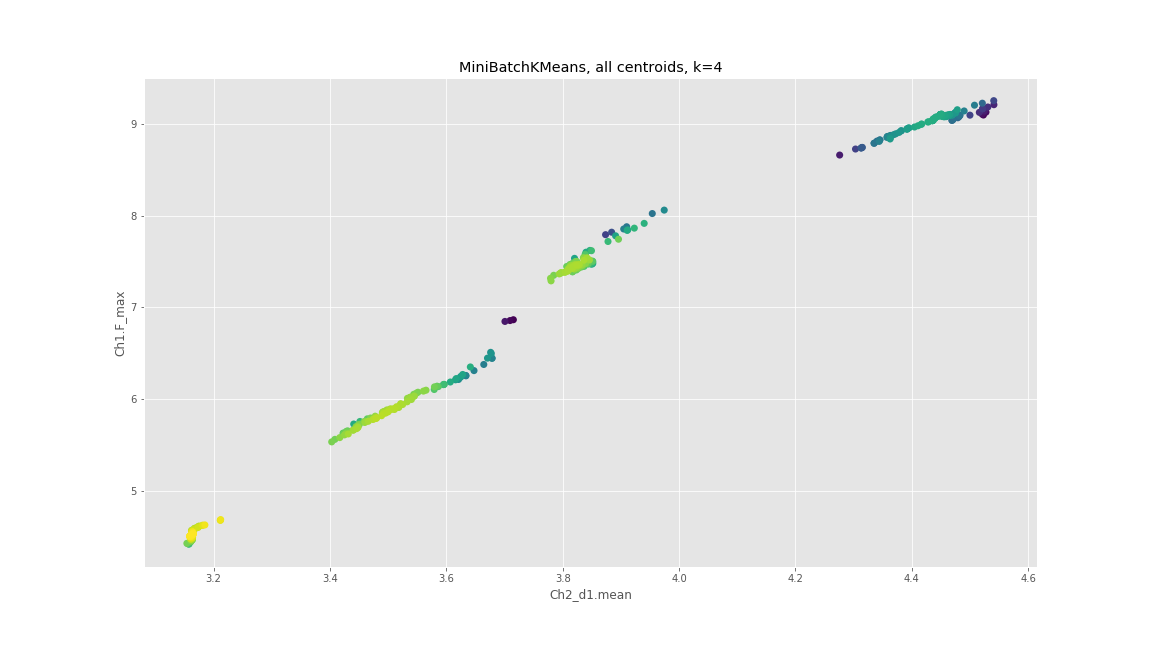 MiniBatchKMeans, all centroids, k=4
9
8
7
6
5
Ch1.F_max
3.2 3.4 3.6 3.8 4.0 4.2 4.4 4.6
Ch2_d1.mean